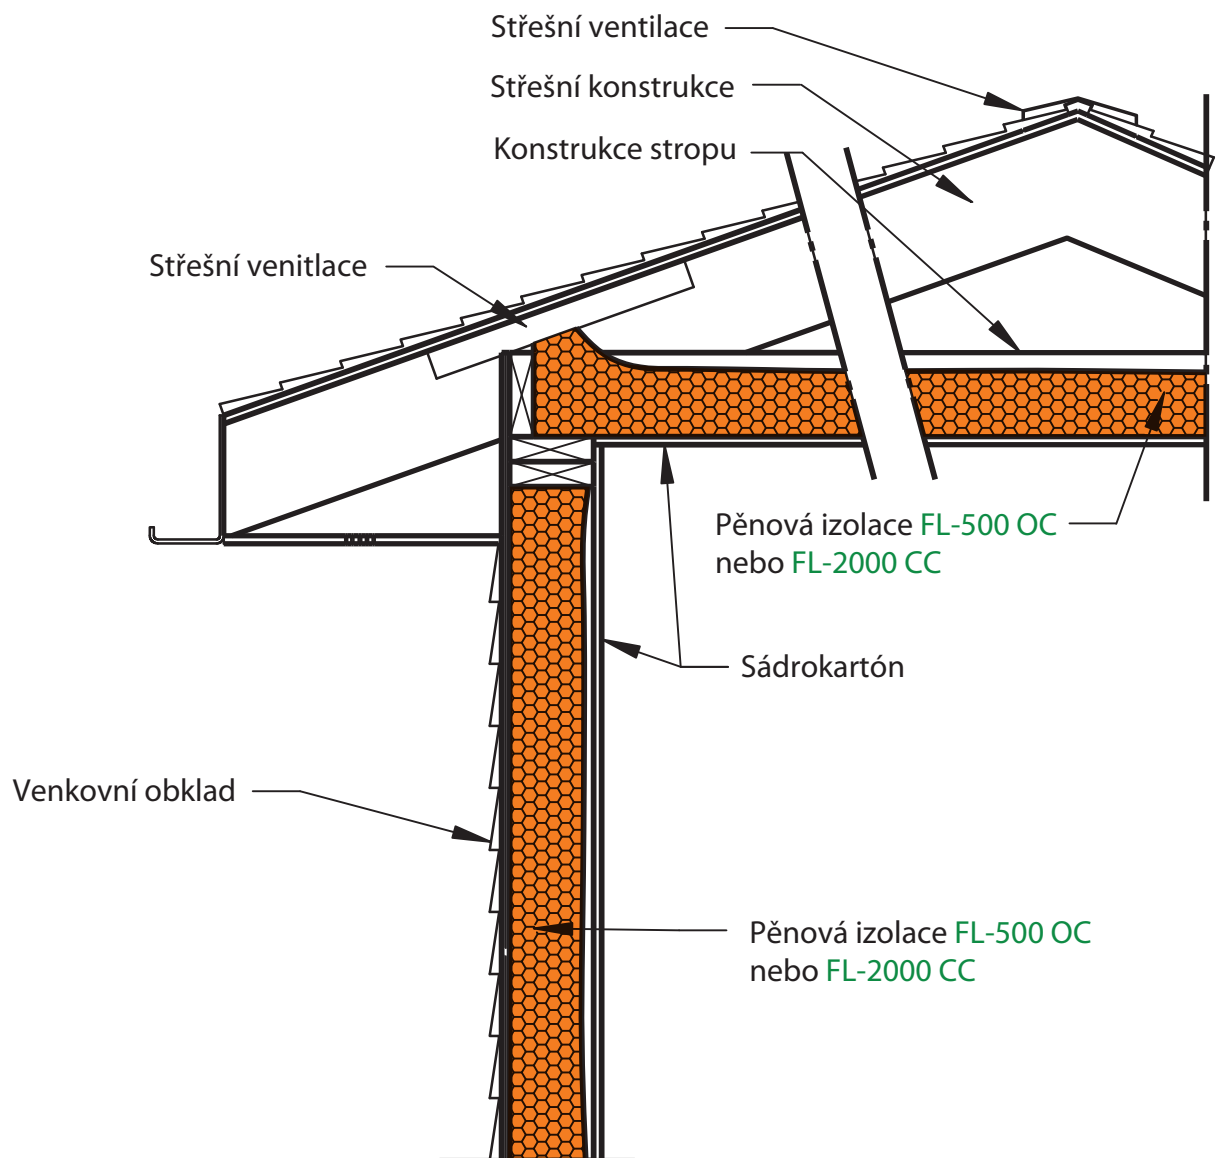 Střešní ventilace
Střešní konstrukce
Konstrukce stropu
Střešní venitlace
Pěnová izolace FL-500 OC
nebo FL-2000 CC
Sádrokartón
Venkovní obklad
Pěnová izolace FL-500 OC
nebo FL-2000 CC